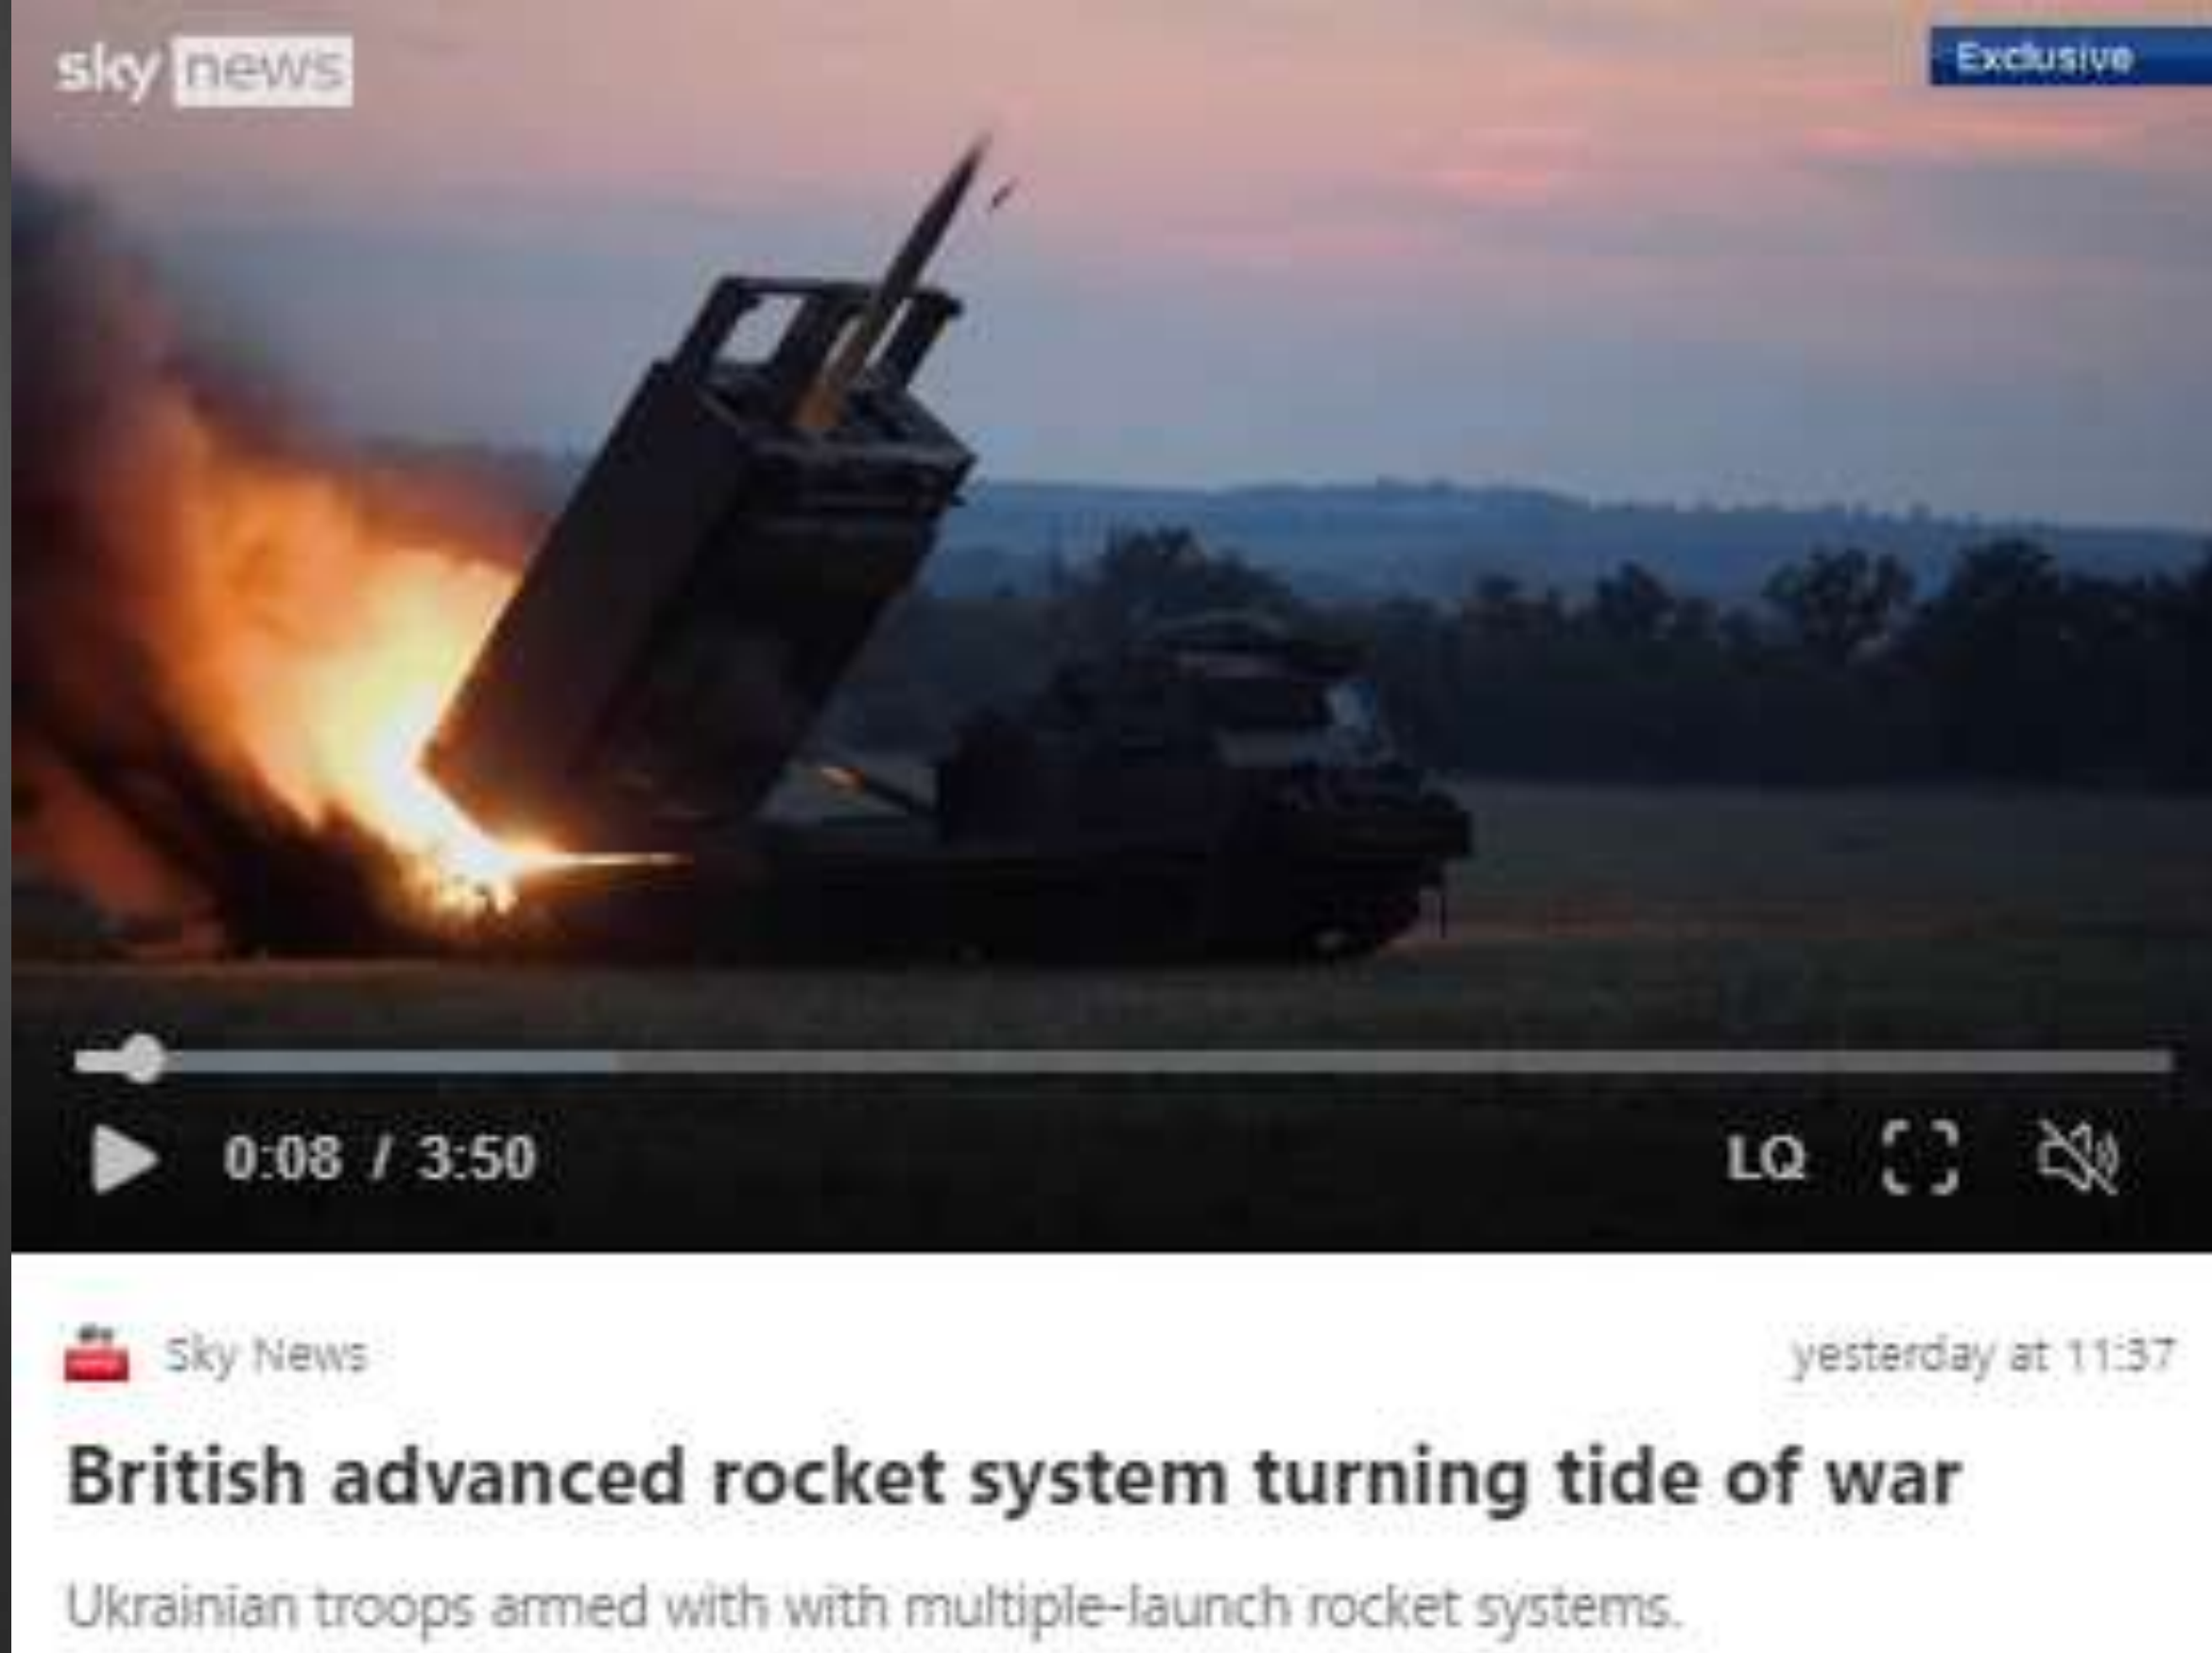 sky news
Exclusive
0:08 / 3:50
LQ
Sky News
yesterday at 11:37
British advanced rocket system turning tide of war
Ukrainian troops armed with with multiple-launch rocket systems.